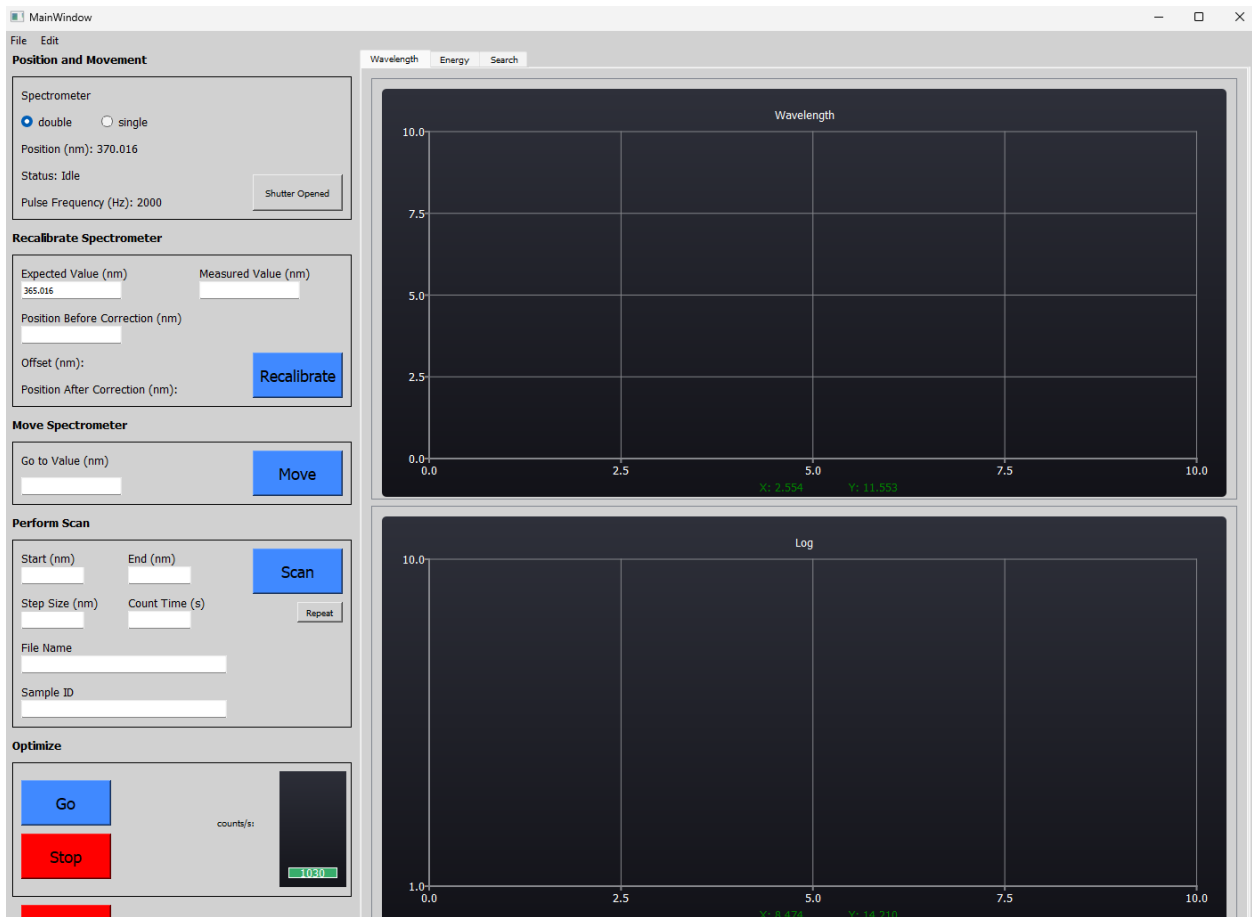 MainWindow
File Edit
Position and Movement
Spectrometer
double single
Position (nm): 370.016
Status: Idle
Pulse Frequency (Hz): 2000
Shutter Opened
Recalibrate Spectrometer
Expected Value (nm) Measured Value (nm)
365.016
Position Before Correction (nm)
Offset (nm):
Position After Correction (nm):
Recalibrate
Move Spectrometer
Go to Value (nm)
Move
Perform Scan
Start (nm) End (nm)
Scan
Step Size (nm) Count Time (s)
Repeat
File Name
Sample ID
Optimize
Go
Stop
counts/s:
1030
Wavelength Energy Search
Wavelength
10.0
7.5
5.0
2.5
0.0
0.0 2.5 5.0 7.5 10.0
X: 2.554 Y: 11.553
Log
10.0
1.0
0.0 2.5 5.0 7.5 10.0
X: 8.474 Y: 14.210